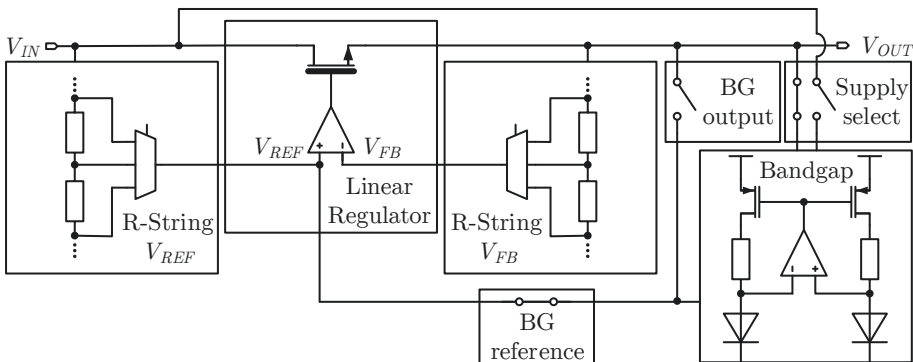 V_IN
V_OUT
BG
output
Supply
select
V_REF
V_FB
Bandgap
R-String
V_REF
Linear
Regulator
R-String
V_FB
BG
reference